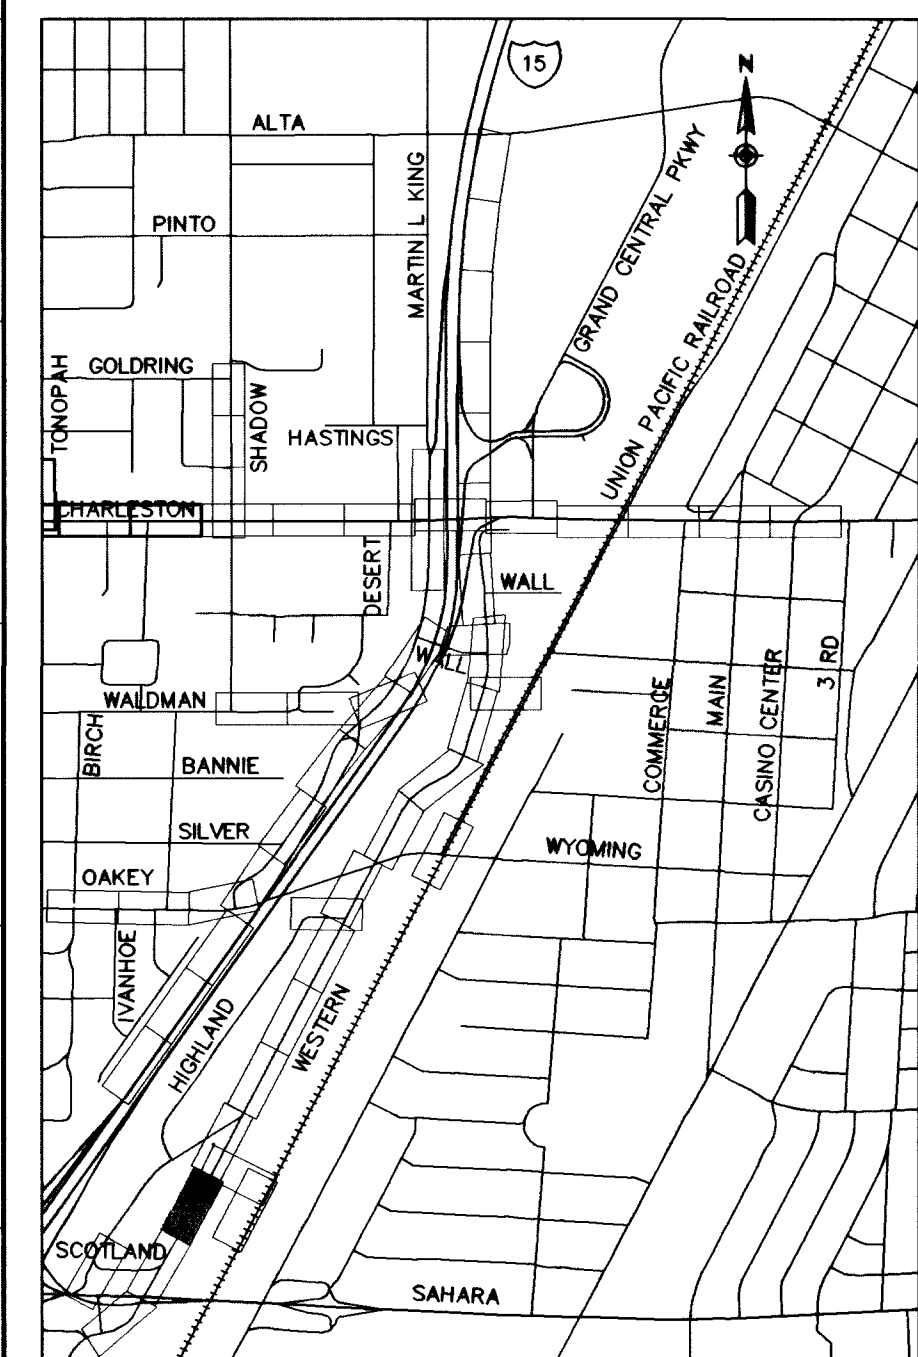 15
N
ALTA
MARTIN L KING
GRAND CENTRAL PKWY
PINTO
UNION PACIFIC RAILROAD
TONOPAH
GOLDRING
SHADOW
HASTINGS
CHARLESTON
DESERT
WALL
WALL
WALDMAN
BIRCH
BANNIE
COMMERCE
MAIN
CASINO CENTER
3 RD
SILVER
WYOMING
OAKEY
IVANHOE
HIGHLAND
WESTERN
SCOTLAND
SAHARA